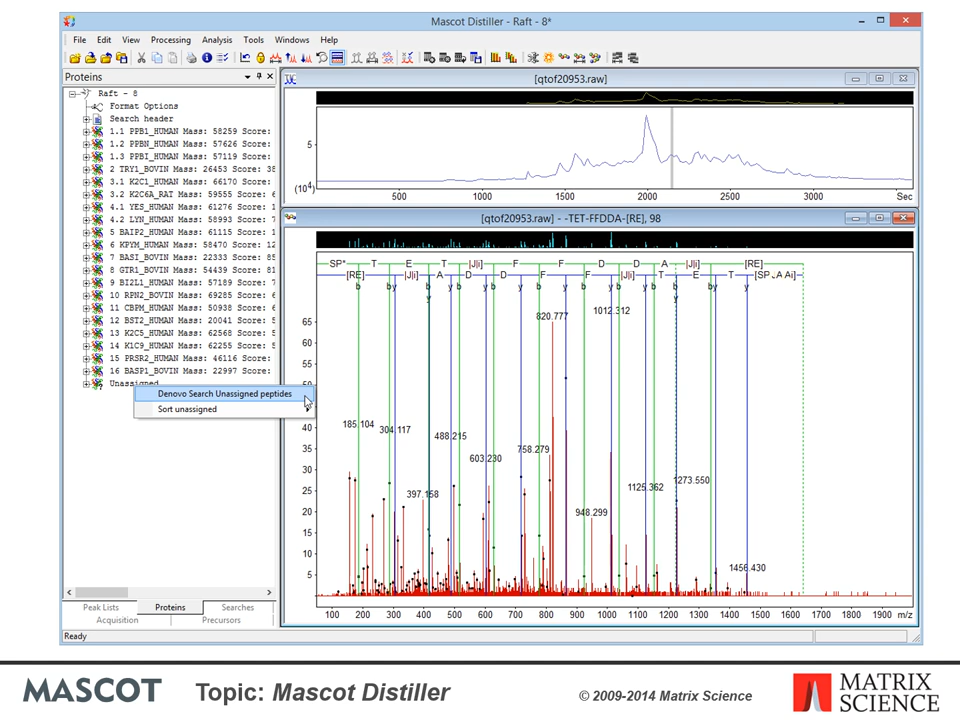 Mascot Distiller - Raft - 8*
File Edit View Processing Analysis Tools Windows Help
Proteins
Raft - 8
Format Options
Search header
1.1 PPB1_HUMAN Mass: 58259 Score:
1.2 PPBN_HUMAN Mass: 57626 Score:
1.3 PPBI_HUMAN Mass: 57119 Score:
2 TRY1_BOVIN Mass: 26453 Score: 38
3.1 K2C1_HUMAN Mass: 66170 Score:
3.2 K2C6A_RAT Mass: 59555 Score: 6
4.1 YES_HUMAN Mass: 61276 Score: 1
4.2 LYN_HUMAN Mass: 58993 Score: 7
5 BAIP2_HUMAN Mass: 61115 Score: 1
6 KPYM_HUMAN Mass: 58470 Score: 12
7 BASI_HUMAN Mass: 22333 Score: 85
8 GTR1_HUMAN Mass: 54439 Score: 81
9 BI2L1_HUMAN Mass: 57189 Score:
10 RPN2_HUMAN Mass: 69285 Score: 6
11 CBPM_HUMAN Mass: 50938 Score: 6
12 BST2_HUMAN Mass: 20041 Score: 5
13 K2C5_HUMAN Mass: 62568 Score: 5
14 K1C9_HUMAN Mass: 62255 Score: 5
15 PRSR2_HUMAN Mass: 46116 Score:
16 BASP1_BOVIN Mass: 22997 Score:
Unassigned
Denovo Search Unassigned peptides
Sort unassigned
Peak Lists Proteins Searches
Acquisition Precursors
Ready
[qtof20953.raw]
5
(10⁴)
500 1000 1500 2000 2500 3000 Sec
[qtof20953.raw] - -TET-FFDDA-[RE], 98
SP* T E T [J|i] F F D D A [J|i] [RE]
[RE] [J|i] A D D F F [J|i] T E T
b b y b y b y b y b y b y b y b y b y
65
60
55
50
40
35
30
25
20
15
10
5
820.777
1012.312
185.104
304.117
488.215
603.230
758.279
397.158
948.299
1125.362
1273.550
1456.430
100 200 300 400 500 600 700 800 900 1000 1100 1200 1300 1400 1500 1600 1700 1800 1900 m/z
MASCOT
Topic: Mascot Distiller
© 2009-2014 Matrix Science
MATRIX
SCIENCE